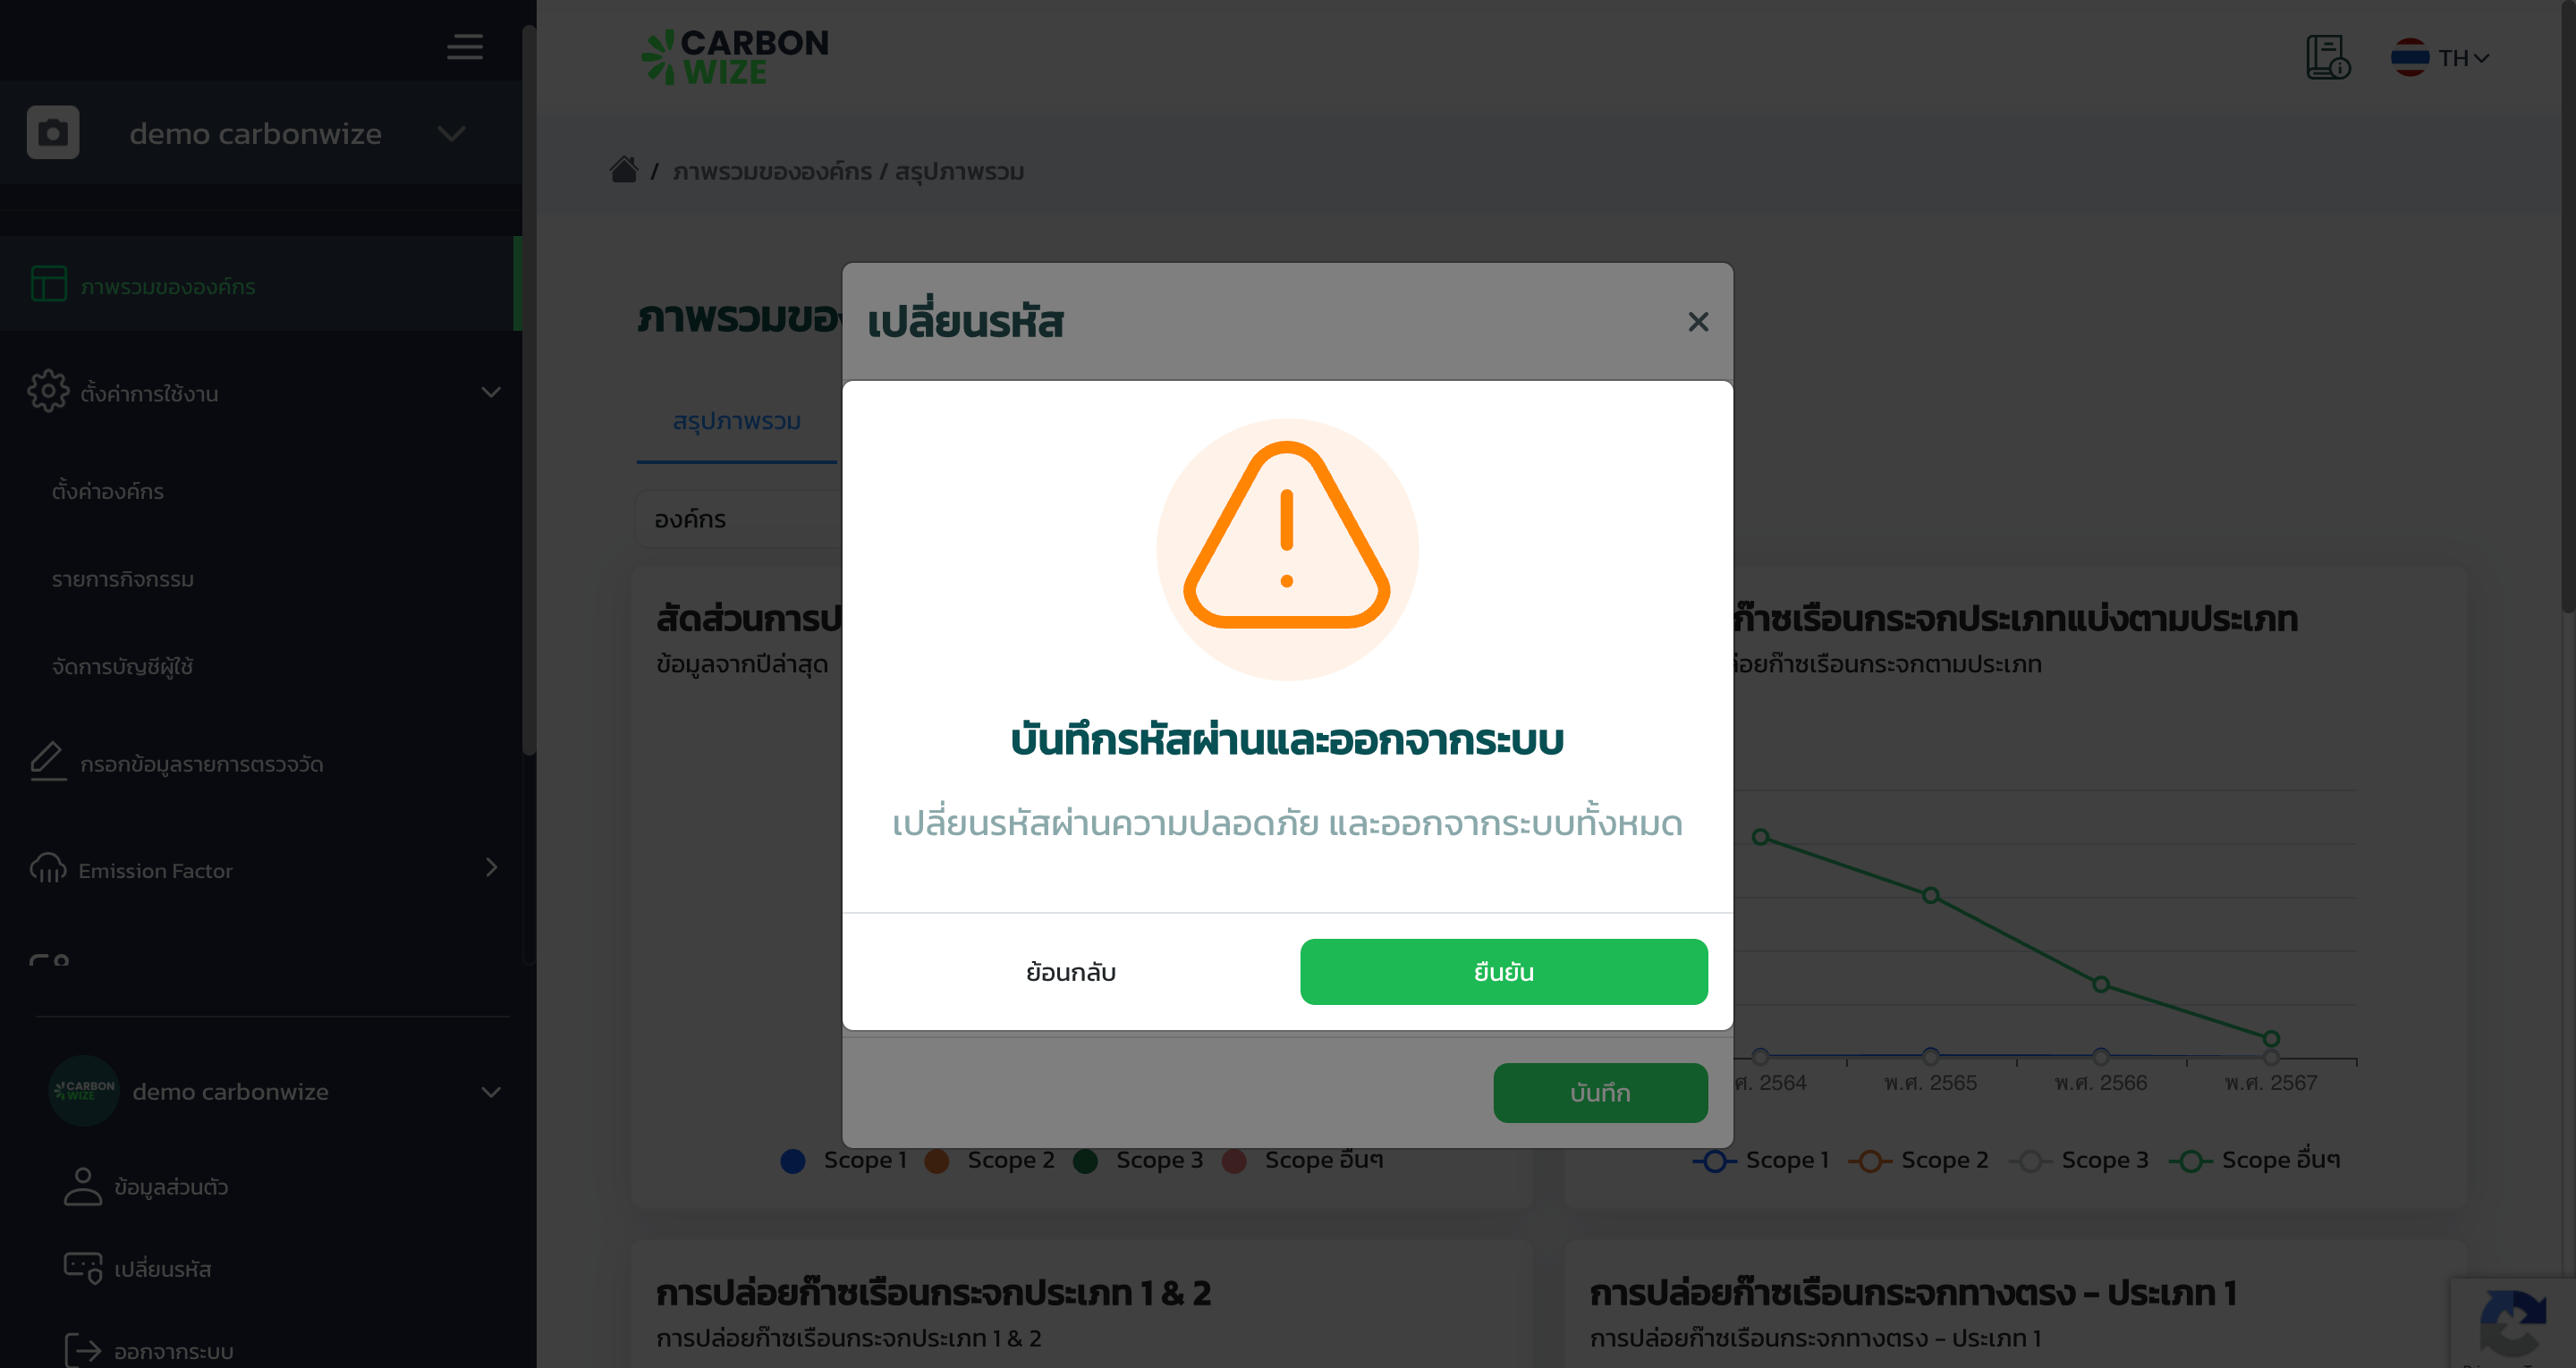 demo carbonwize
ภาพรวมขององค์กร
ตั้งค่าการใช้งาน
ตั้งค่าองค์กร
รายการกิจกรรม
จัดการบัญชีผู้ใช้
กรอกข้อมูลรายการตรวจวัด
Emission Factor
CARBON
WIZE
demo carbonwize
ข้อมูลส่วนตัว
เปลี่ยนรหัส
ออกจากระบบ
CARBON
WIZE
TH
/ ภาพรวมขององค์กร / สรุปภาพรวม
ภาพรวมขอ
สรุปภาพรวม
องค์กร
สัดส่วนการป
ข้อมูลจากปีล่าสุด
Scope 1 Scope 2 Scope 3 Scope อื่นๆ
เปลี่ยนรหัส
บันทึกรหัสผ่านและออกจากระบบ
เปลี่ยนรหัสผ่านความปลอดภัย และออกจากระบบทั้งหมด
ย้อนกลับ ยืนยัน
บันทึก
ก๊าซเรือนกระจกประเภทแบ่งตามประเภท
ล่อยก๊าซเรือนกระจกตามประเภท
ศ. 2564 พ.ศ. 2565 พ.ศ. 2566 พ.ศ. 2567
Scope 1 Scope 2 Scope 3 Scope อื่นๆ
การปล่อยก๊าซเรือนกระจกประเภท 1 & 2
การปล่อยก๊าซเรือนกระจกประเภท 1 & 2
การปล่อยก๊าซเรือนกระจกทางตรง - ประเภท 1
การปล่อยก๊าซเรือนกระจกทางตรง - ประเภท 1